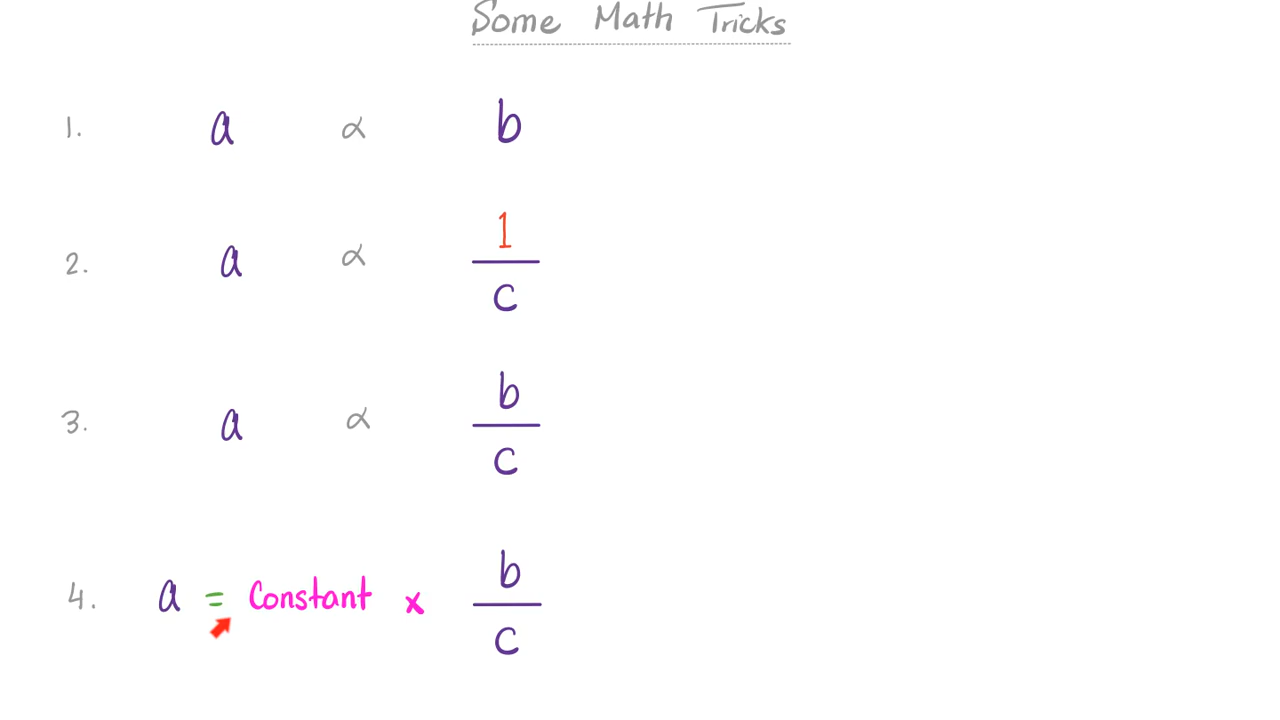 Some Math Tricks
1. a α b
2. a α 1
c
3. a α b
c
4. a = Constant x b
c